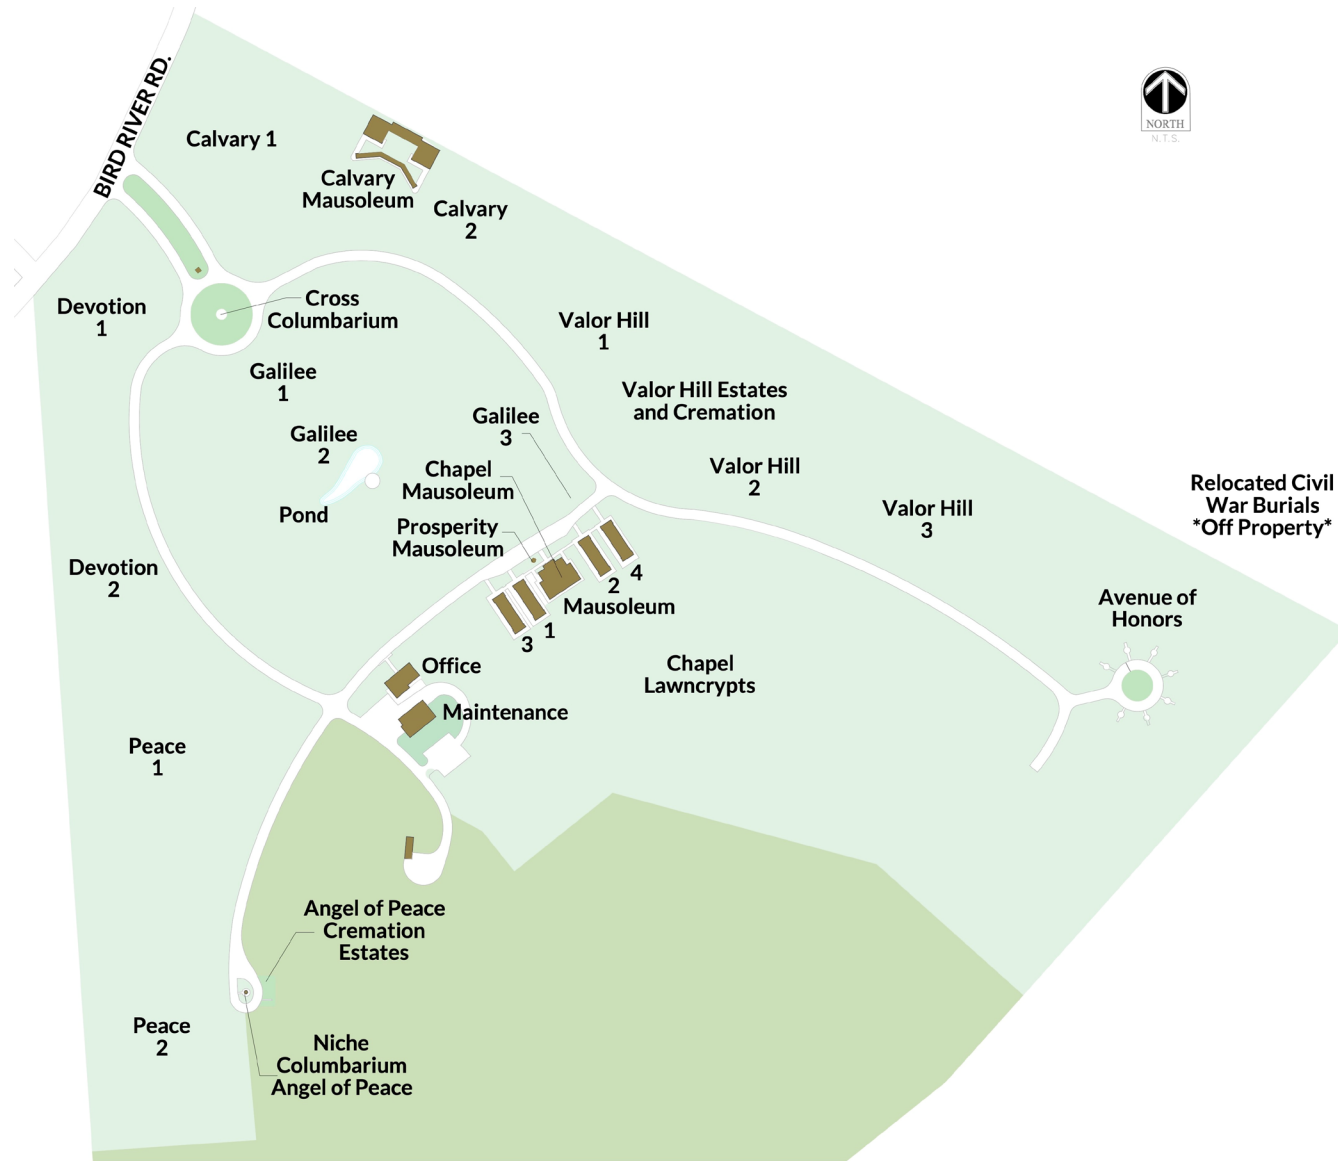 BIRD RIVER RD.
NORTH
N.T.S.
Calvary 1
Calvary
Mausoleum
Calvary
2
Devotion
1
Cross
Columbarium
Valor Hill
1
Galilee
1
Valor Hill Estates
and Cremation
Galilee
3
Galilee
2
Chapel
Mausoleum
Valor Hill
2
Valor Hill
3
Relocated Civil
War Burials
*Off Property*
Pond
Prosperity
Mausoleum
Devotion
2
4
2
Mausoleum
1
3
Avenue of
Honors
Office
Chapel
Lawncrypts
Maintenance
Peace
1
Angel of Peace
Cremation
Estates
Peace
2
Niche
Columbarium
Angel of Peace